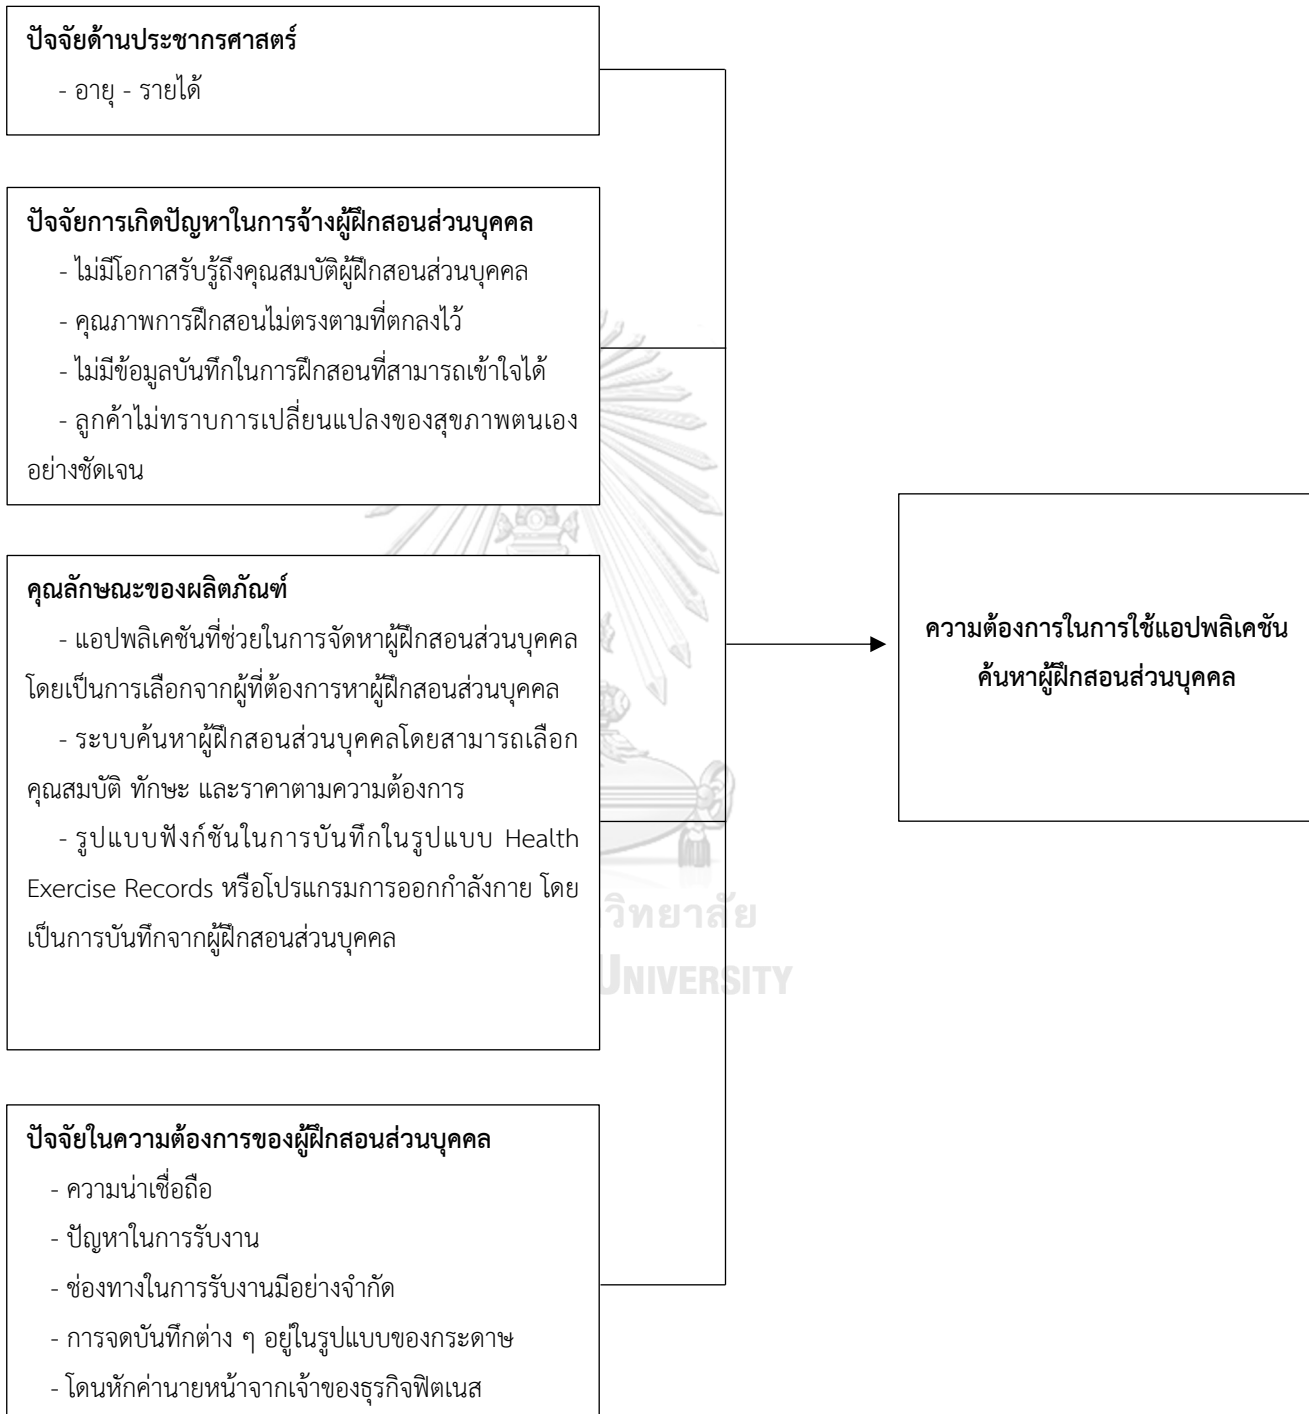 ปัจจัยด้านประชากรศาสตร์
- อายุ - รายได้
ปัจจัยการเกิดปัญหาในการจ้างผู้ฝึกสอนส่วนบุคคล
- ไม่มีโอกาสรับรู้ถึงคุณสมบัติผู้ฝึกสอนส่วนบุคคล
- คุณภาพการฝึกสอนไม่ตรงตามที่ตกลงไว้
- ไม่มีข้อมูลบันทึกในการฝึกสอนที่สามารถเข้าใจได้
- ลูกค้าไม่ทราบการเปลี่ยนแปลงของสุขภาพตนเอง
อย่างชัดเจน
คุณลักษณะของผลิตภัณฑ์
- แอปพลิเคชันที่ช่วยในการจัดหาผู้ฝึกสอนส่วนบุคคล
โดยเป็นการเลือกจากผู้ที่ต้องการหาผู้ฝึกสอนส่วนบุคคล
- ระบบค้นหาผู้ฝึกสอนส่วนบุคคลโดยสามารถเลือก
คุณสมบัติ ทักษะ และราคาตามความต้องการ
- รูปแบบฟังก์ชันในการบันทึกในรูปแบบ Health
Exercise Records หรือโปรแกรมการออกกำลังกาย โดย
เป็นการบันทึกจากผู้ฝึกสอนส่วนบุคคล
ปัจจัยในความต้องการของผู้ฝึกสอนส่วนบุคคล
- ความน่าเชื่อถือ
- ปัญหาในการรับงาน
- ช่องทางในการรับงานมีอย่างจำกัด
- การจดบันทึกต่าง ๆ อยู่ในรูปแบบของกระดาษ
- โดนหักค่านายหน้าจากเจ้าของธุรกิจฟิตเนส
ความต้องการในการใช้แอปพลิเคชัน
ค้นหาผู้ฝึกสอนส่วนบุคคล
วิทยาลัย
UNIVERSITY